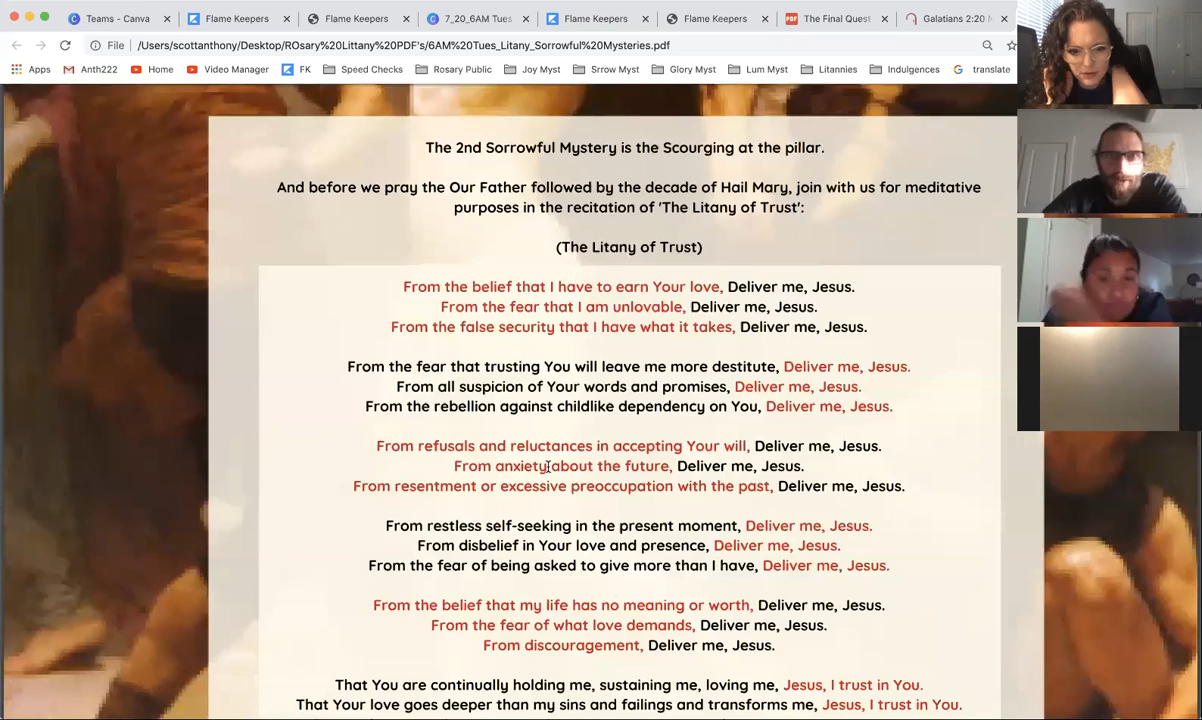 Teams - Canva
Flame Keepers
Flame Keepers
7_20_6AM Tues
Flame Keepers
Flame Keepers
The Final Quest
Galatians 2:20
File /Users/scottanthony/Desktop/ROsary%20Littany%20PDF's/6AM%20Tues_Litany_Sorrowful%20Mysteries.pdf
Apps Anth222 Home Video Manager FK Speed Checks Rosary Public Joy Myst Srrow Myst Glory Myst Lum Myst Litannies Indulgences translate
The 2nd Sorrowful Mystery is the Scourging at the pillar.
And before we pray the Our Father followed by the decade of Hail Mary, join with us for meditative
purposes in the recitation of 'The Litany of Trust':
(The Litany of Trust)
From the belief that I have to earn Your love, Deliver me, Jesus.
From the fear that I am unlovable, Deliver me, Jesus.
From the false security that I have what it takes, Deliver me, Jesus.
From the fear that trusting You will leave me more destitute, Deliver me, Jesus.
From all suspicion of Your words and promises, Deliver me, Jesus.
From the rebellion against childlike dependency on You, Deliver me, Jesus.
From refusals and reluctances in accepting Your will, Deliver me, Jesus.
From anxiety about the future, Deliver me, Jesus.
From resentment or excessive preoccupation with the past, Deliver me, Jesus.
From restless self-seeking in the present moment, Deliver me, Jesus.
From disbelief in Your love and presence, Deliver me, Jesus.
From the fear of being asked to give more than I have, Deliver me, Jesus.
From the belief that my life has no meaning or worth, Deliver me, Jesus.
From the fear of what love demands, Deliver me, Jesus.
From discouragement, Deliver me, Jesus.
That You are continually holding me, sustaining me, loving me, Jesus, I trust in You.
That Your love goes deeper than my sins and failings and transforms me, Jesus, I trust in You.